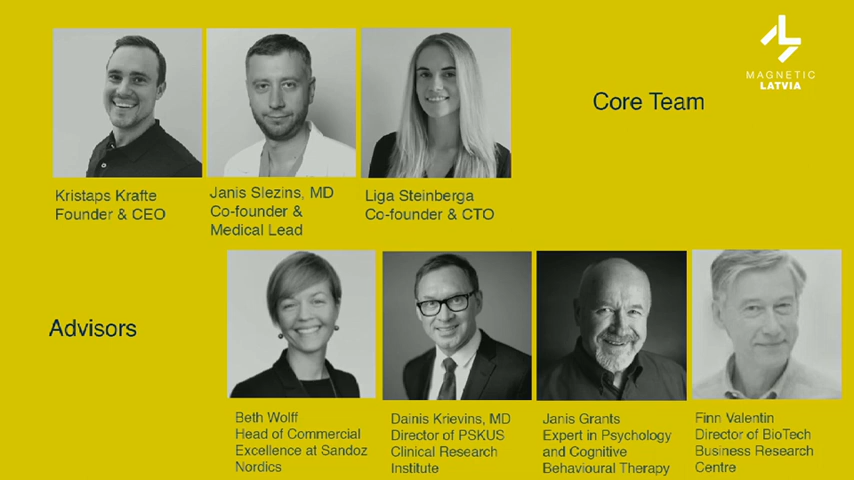 MAGNETIC
LATVIA
Core Team
Kristaps Krafte
Founder & CEO
Janis Slezins, MD
Co-founder &
Medical Lead
Liga Steinberga
Co-founder & CTO
Advisors
Beth Wolff
Head of Commercial
Excellence at Sandoz
Nordics
Dainis Krievins, MD
Director of PSKUS
Clinical Research
Institute
Janis Grants
Expert in Psychology
and Cognitive
Behavioural Therapy
Finn Valentin
Director of BioTech
Business Research
Centre